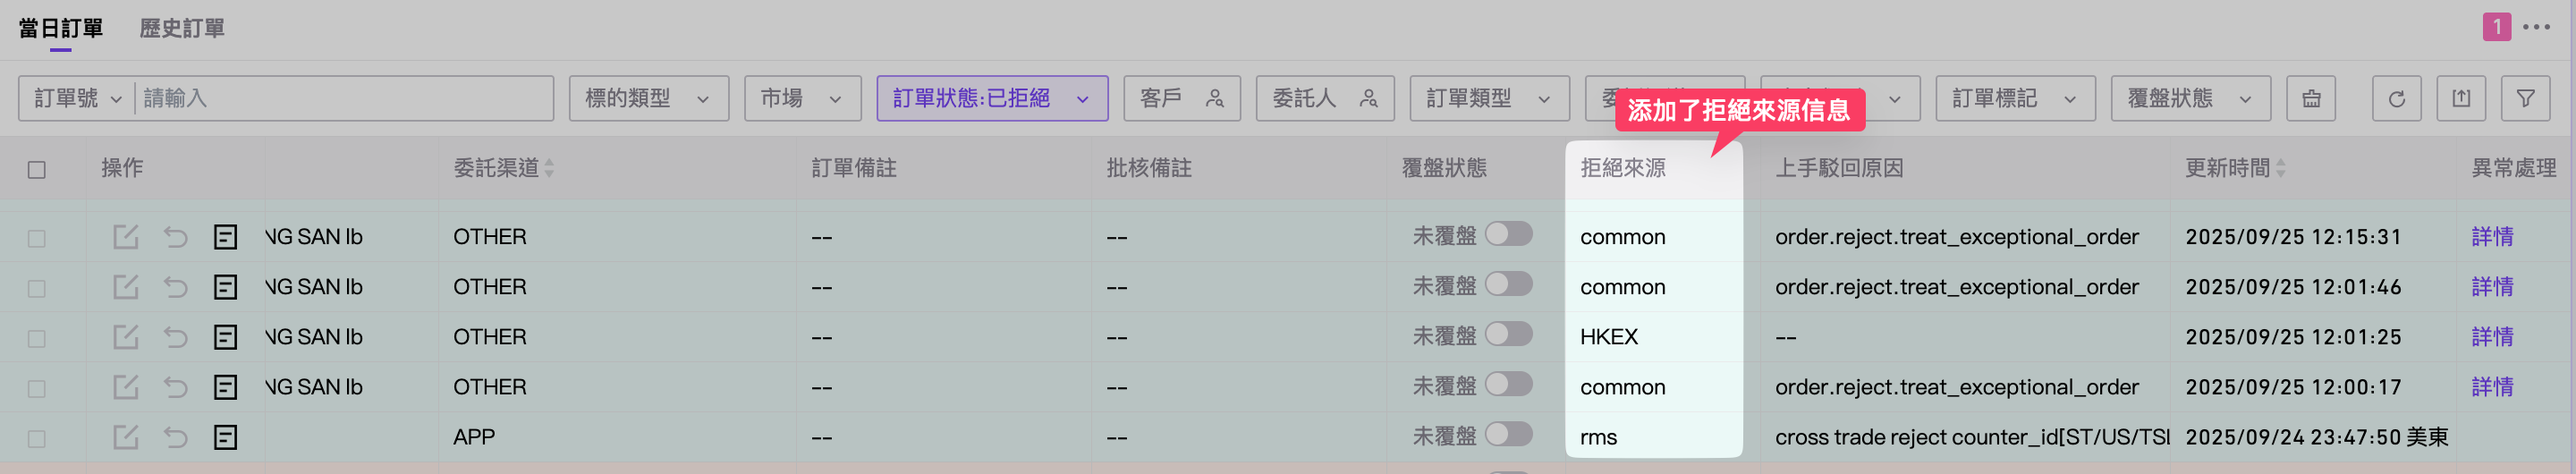 當日訂單 歷史訂單 1
訂單號 請輸入 標的類型 市場 訂單狀態:已拒絕 客戶 委託人 訂單類型 訂單標記 覆盤狀態
添加了拒絕來源信息
操作 委託渠道 訂單備註 批核備註 覆盤狀態 拒絕來源 上手駁回原因 更新時間 異常處理
NG SAN lb OTHER -- -- 未覆盤 common order.reject.treat_exceptional_order 2025/09/25 12:15:31 詳情
NG SAN lb OTHER -- -- 未覆盤 common order.reject.treat_exceptional_order 2025/09/25 12:01:46 詳情
NG SAN lb OTHER -- -- 未覆盤 HKEX -- 2025/09/25 12:01:25 詳情
NG SAN lb OTHER -- -- 未覆盤 common order.reject.treat_exceptional_order 2025/09/25 12:00:17 詳情
APP -- -- 未覆盤 rms cross trade reject counter_id[ST/US/TSL 2025/09/24 23:47:50 美東